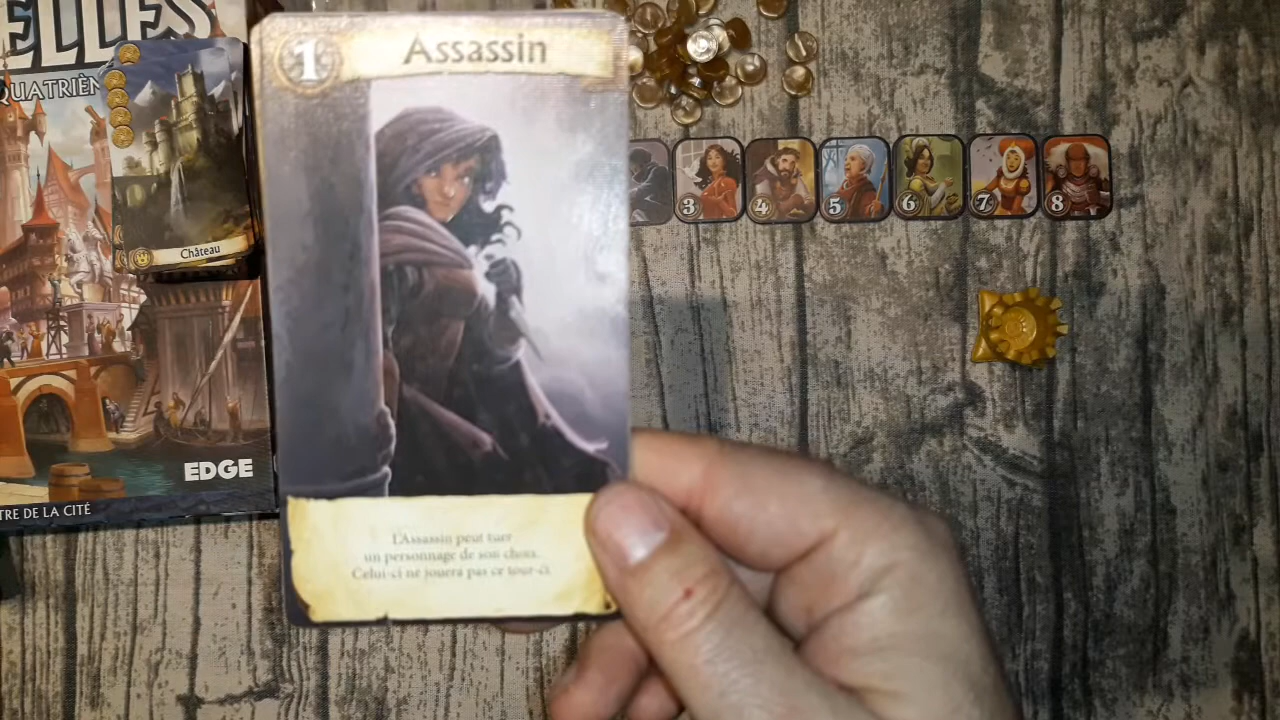 ELLES
QUATRIÈM
Château
EDGE
TRE DE LA CITÉ
1
Assassin
L'Assassin peut tuer
un personnage de son choix.
Celui-ci ne jouera pas ce tour-ci.
3
4
5
6
7
8